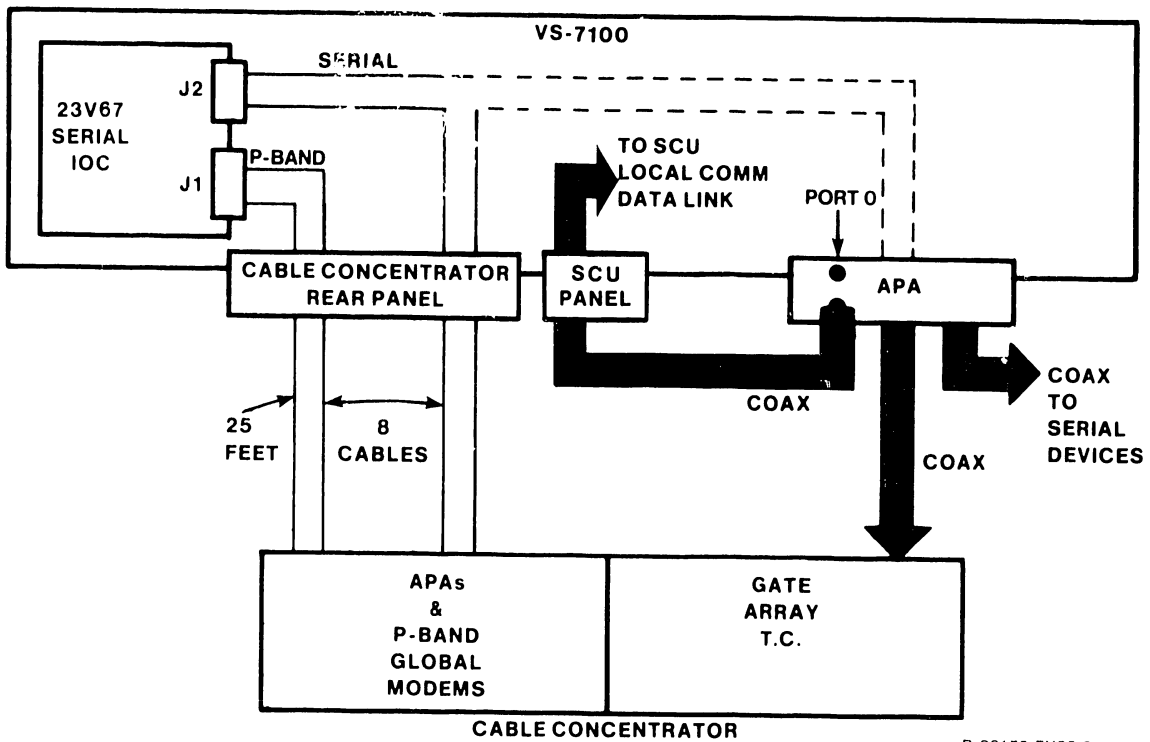 VS-7100
SERIAL
J2
23V67
SERIAL
IOC
P-BAND
J1
TO SCU
LOCAL COMM
DATA LINK
PORT 0
CABLE CONCENTRATOR
REAR PANEL
SCU
PANEL
APA
COAX
COAX
TO
SERIAL
DEVICES
25
FEET
8
CABLES
COAX
APAs
&
P-BAND
GLOBAL
MODEMS
GATE
ARRAY
T.C.
CABLE CONCENTRATOR